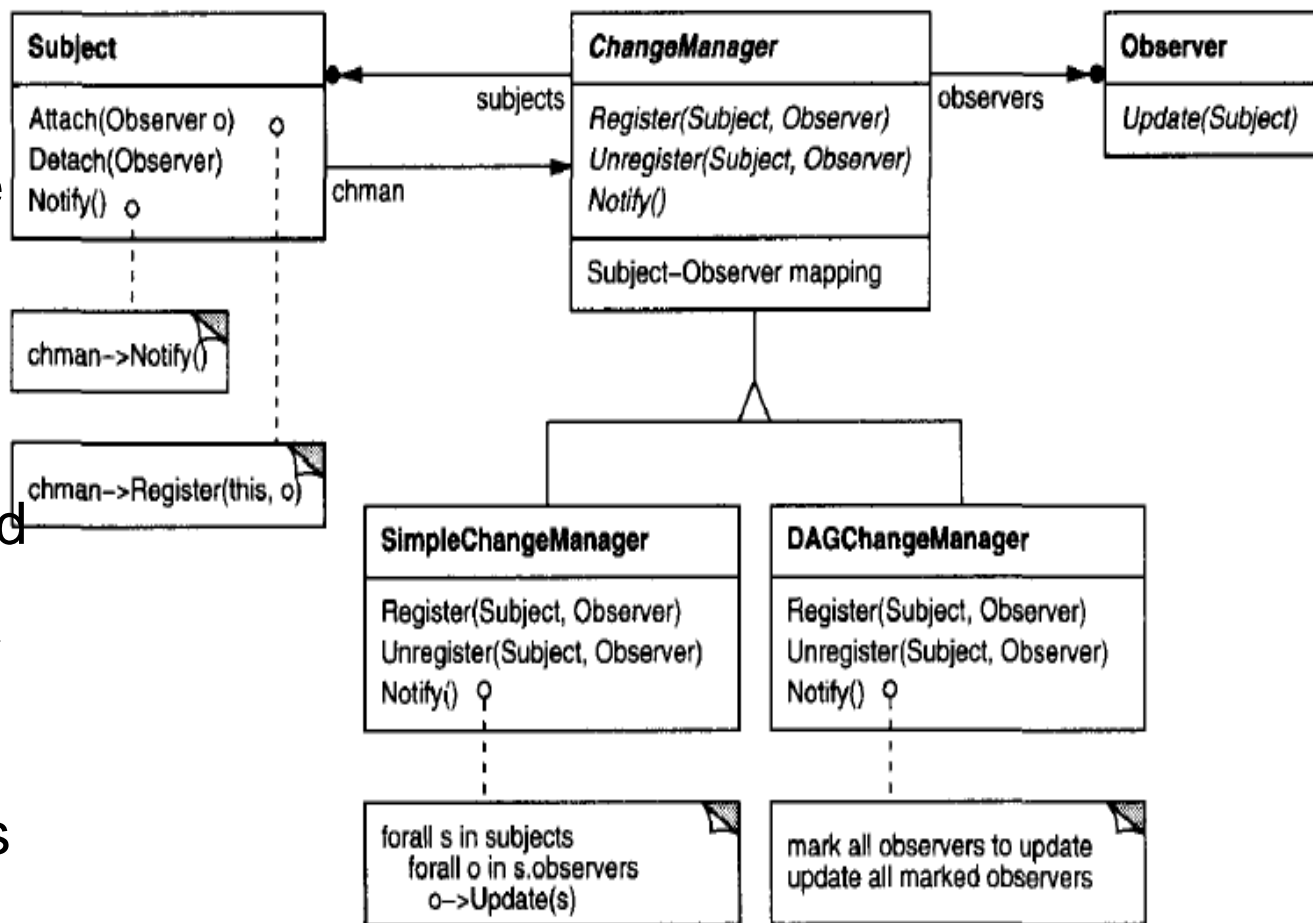 Subject
Attach(Observer o)
Detach(Observer)
Notify()
subjects
chman
ChangeManager
Register(Subject, Observer)
Unregister(Subject, Observer)
Notify()
Subject–Observer mapping
observers
Observer
Update(Subject)
chman–>Notify()
chman–>Register(this, o)
SimpleChangeManager
Register(Subject, Observer)
Unregister(Subject, Observer)
Notify()
DAGChangeManager
Register(Subject, Observer)
Unregister(Subject, Observer)
Notify()
forall s in subjects
forall o in s.observers
o–>Update(s)
mark all observers to update
update all marked observers